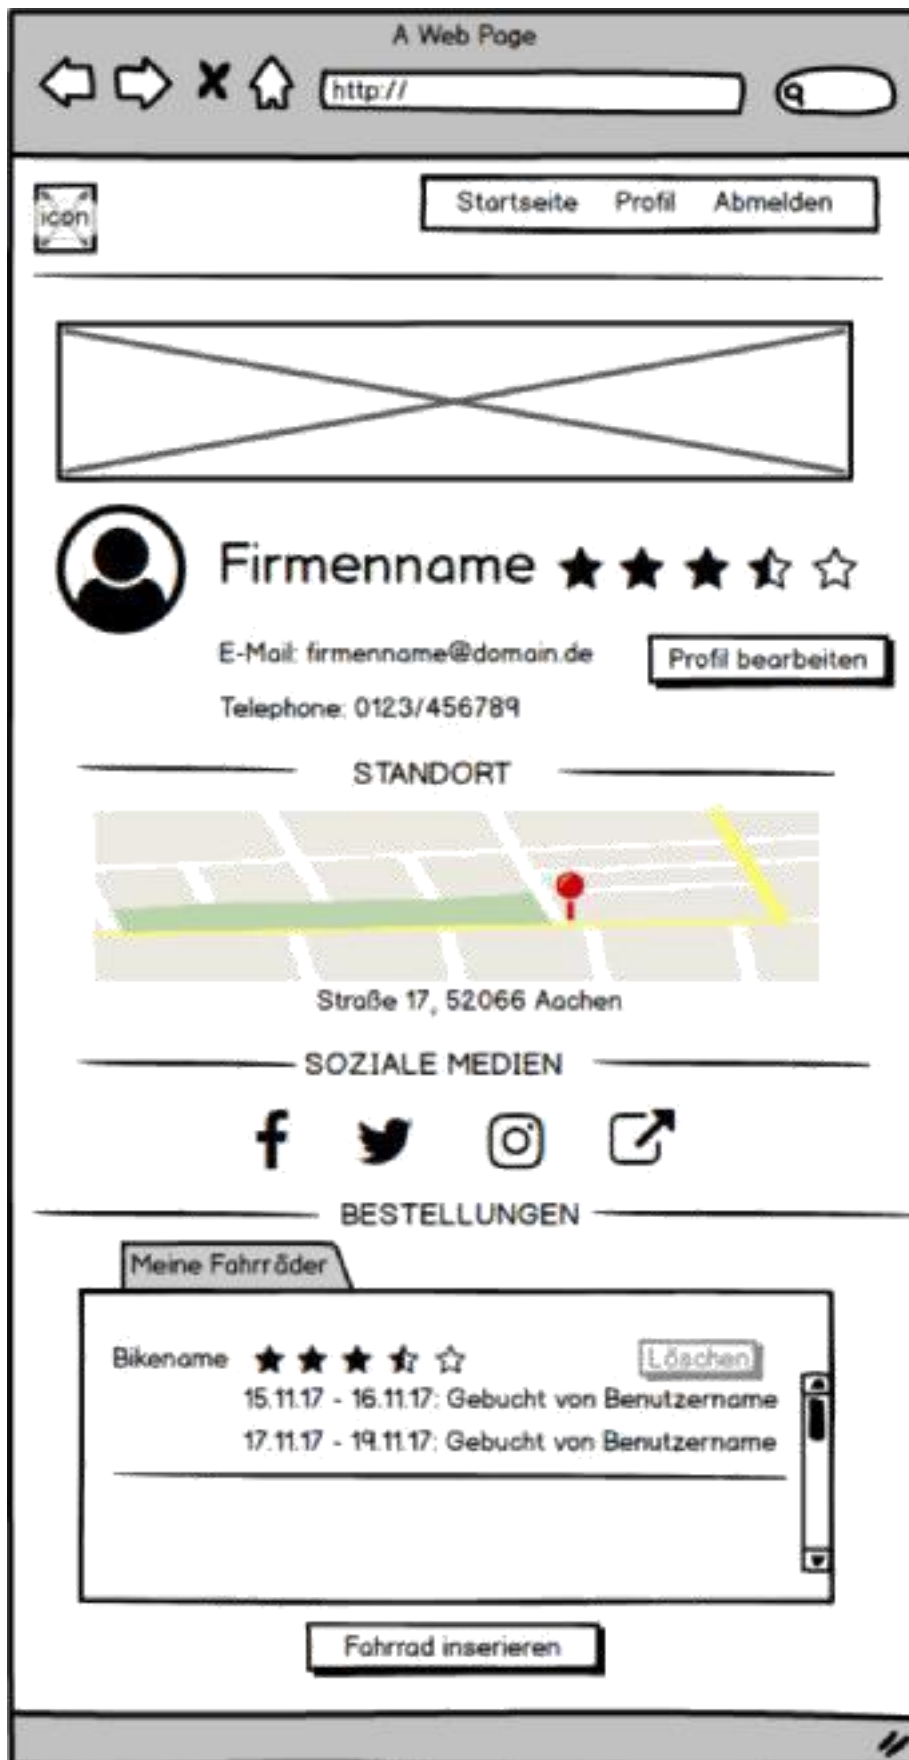 A Web Page
http://
icon
Startseite Profil Abmelden
Firmenname
E-Mail: firmenname@domain.de
Profil bearbeiten
Telephone: 0123/456789
STANDORT
Straße 17, 52066 Aachen
SOZIALE MEDIEN
BESTELLUNGEN
Meine Fahrräder
Bikename
Löschen
15.11.17 - 16.11.17: Gebucht von Benutzername
17.11.17 - 19.11.17: Gebucht von Benutzername
Fahrrad inserieren